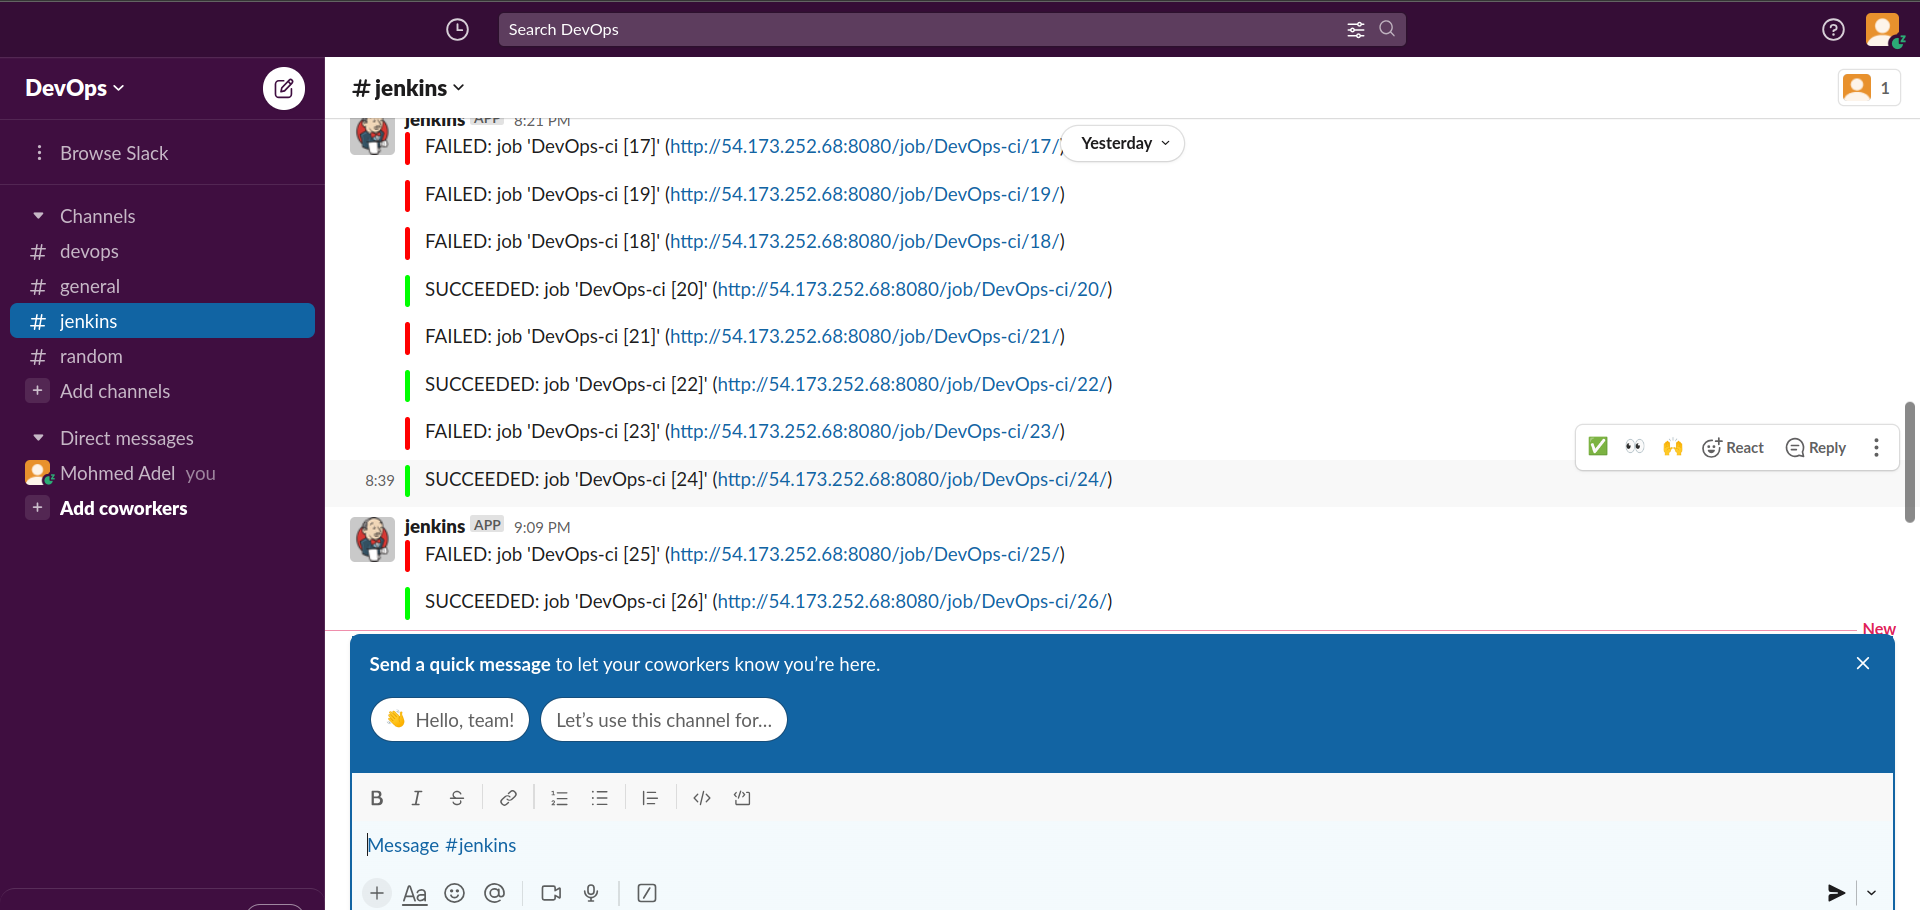 Search DevOps
DevOps
# jenkins
1
Browse Slack
Channels
# devops
# general
# jenkins
# random
+ Add channels
Direct messages
Mohmed Adel you
+ Add coworkers
jenkins APP 8:21 PM
Yesterday
FAILED: job 'DevOps-ci [17]' (http://54.173.252.68:8080/job/DevOps-ci/17/)
FAILED: job 'DevOps-ci [19]' (http://54.173.252.68:8080/job/DevOps-ci/19/)
FAILED: job 'DevOps-ci [18]' (http://54.173.252.68:8080/job/DevOps-ci/18/)
SUCCEEDED: job 'DevOps-ci [20]' (http://54.173.252.68:8080/job/DevOps-ci/20/)
FAILED: job 'DevOps-ci [21]' (http://54.173.252.68:8080/job/DevOps-ci/21/)
SUCCEEDED: job 'DevOps-ci [22]' (http://54.173.252.68:8080/job/DevOps-ci/22/)
FAILED: job 'DevOps-ci [23]' (http://54.173.252.68:8080/job/DevOps-ci/23/)
React Reply
8:39 SUCCEEDED: job 'DevOps-ci [24]' (http://54.173.252.68:8080/job/DevOps-ci/24/)
jenkins APP 9:09 PM
FAILED: job 'DevOps-ci [25]' (http://54.173.252.68:8080/job/DevOps-ci/25/)
SUCCEEDED: job 'DevOps-ci [26]' (http://54.173.252.68:8080/job/DevOps-ci/26/)
New
Send a quick message to let your coworkers know you’re here.
👋 Hello, team!
Let’s use this channel for...
Message #jenkins
Aa